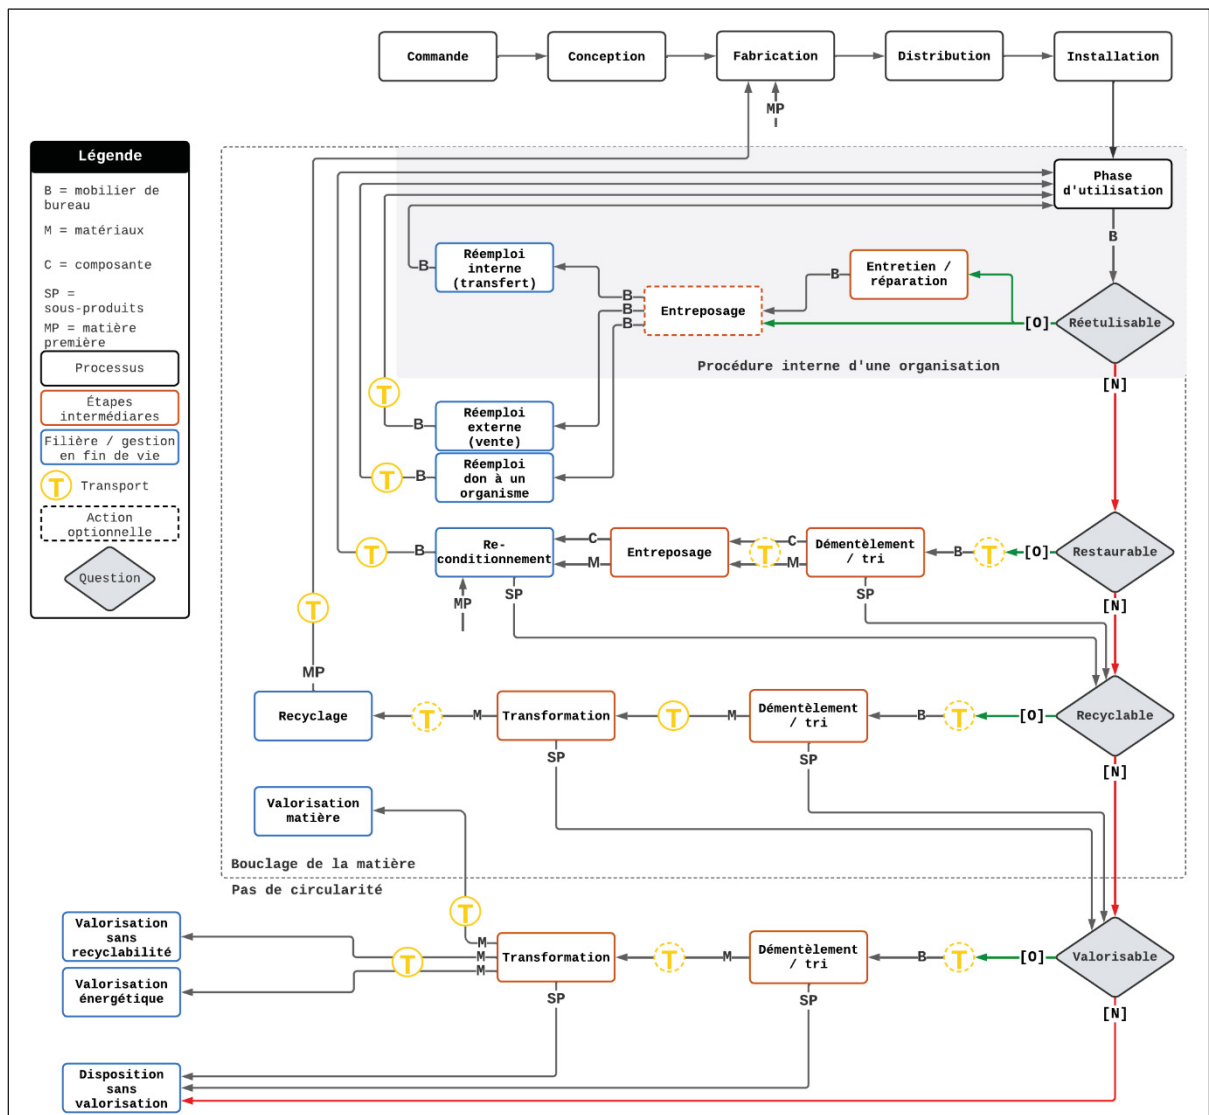 Commande
Conception
Fabrication
Distribution
Installation
MP
Légende
B = mobilier de
bureau
M = matériaux
C = composante
SP =
sous-produits
MP = matière
première
Processus
Étapes
intermédiares
Filière / gestion
en fin de vie
T
Transport
Action
optionnelle
Question
Phase
d'utilisation
B
Réemploi
interne
(transfert)
B
Entretien /
réparation
B
Entreposage
B
B
B
[O]
Réetulisable
Procédure interne d'une organisation
[N]
T
Réemploi
externe
(vente)
B
Réemploi
don à un
organisme
B
T
T
B
Re-
conditionnement
C
M
Entreposage
T
C
M
Démentèlement
/ tri
B
T
[O]
Restaurable
SP
SP
MP
[N]
T
MP
Recyclage
T
M
Transformation
T
M
Démentèlement
/ tri
B
T
[O]
Recyclable
SP
SP
[N]
Valorisation
matière
Bouclage de la matière
Pas de circularité
T
Valorisation
sans
recyclabilité
T
M
M
M
Transformation
T
M
Démentèlement
/ tri
B
T
[O]
Valorisable
Valorisation
énergétique
SP
SP
[N]
Disposition
sans
valorisation